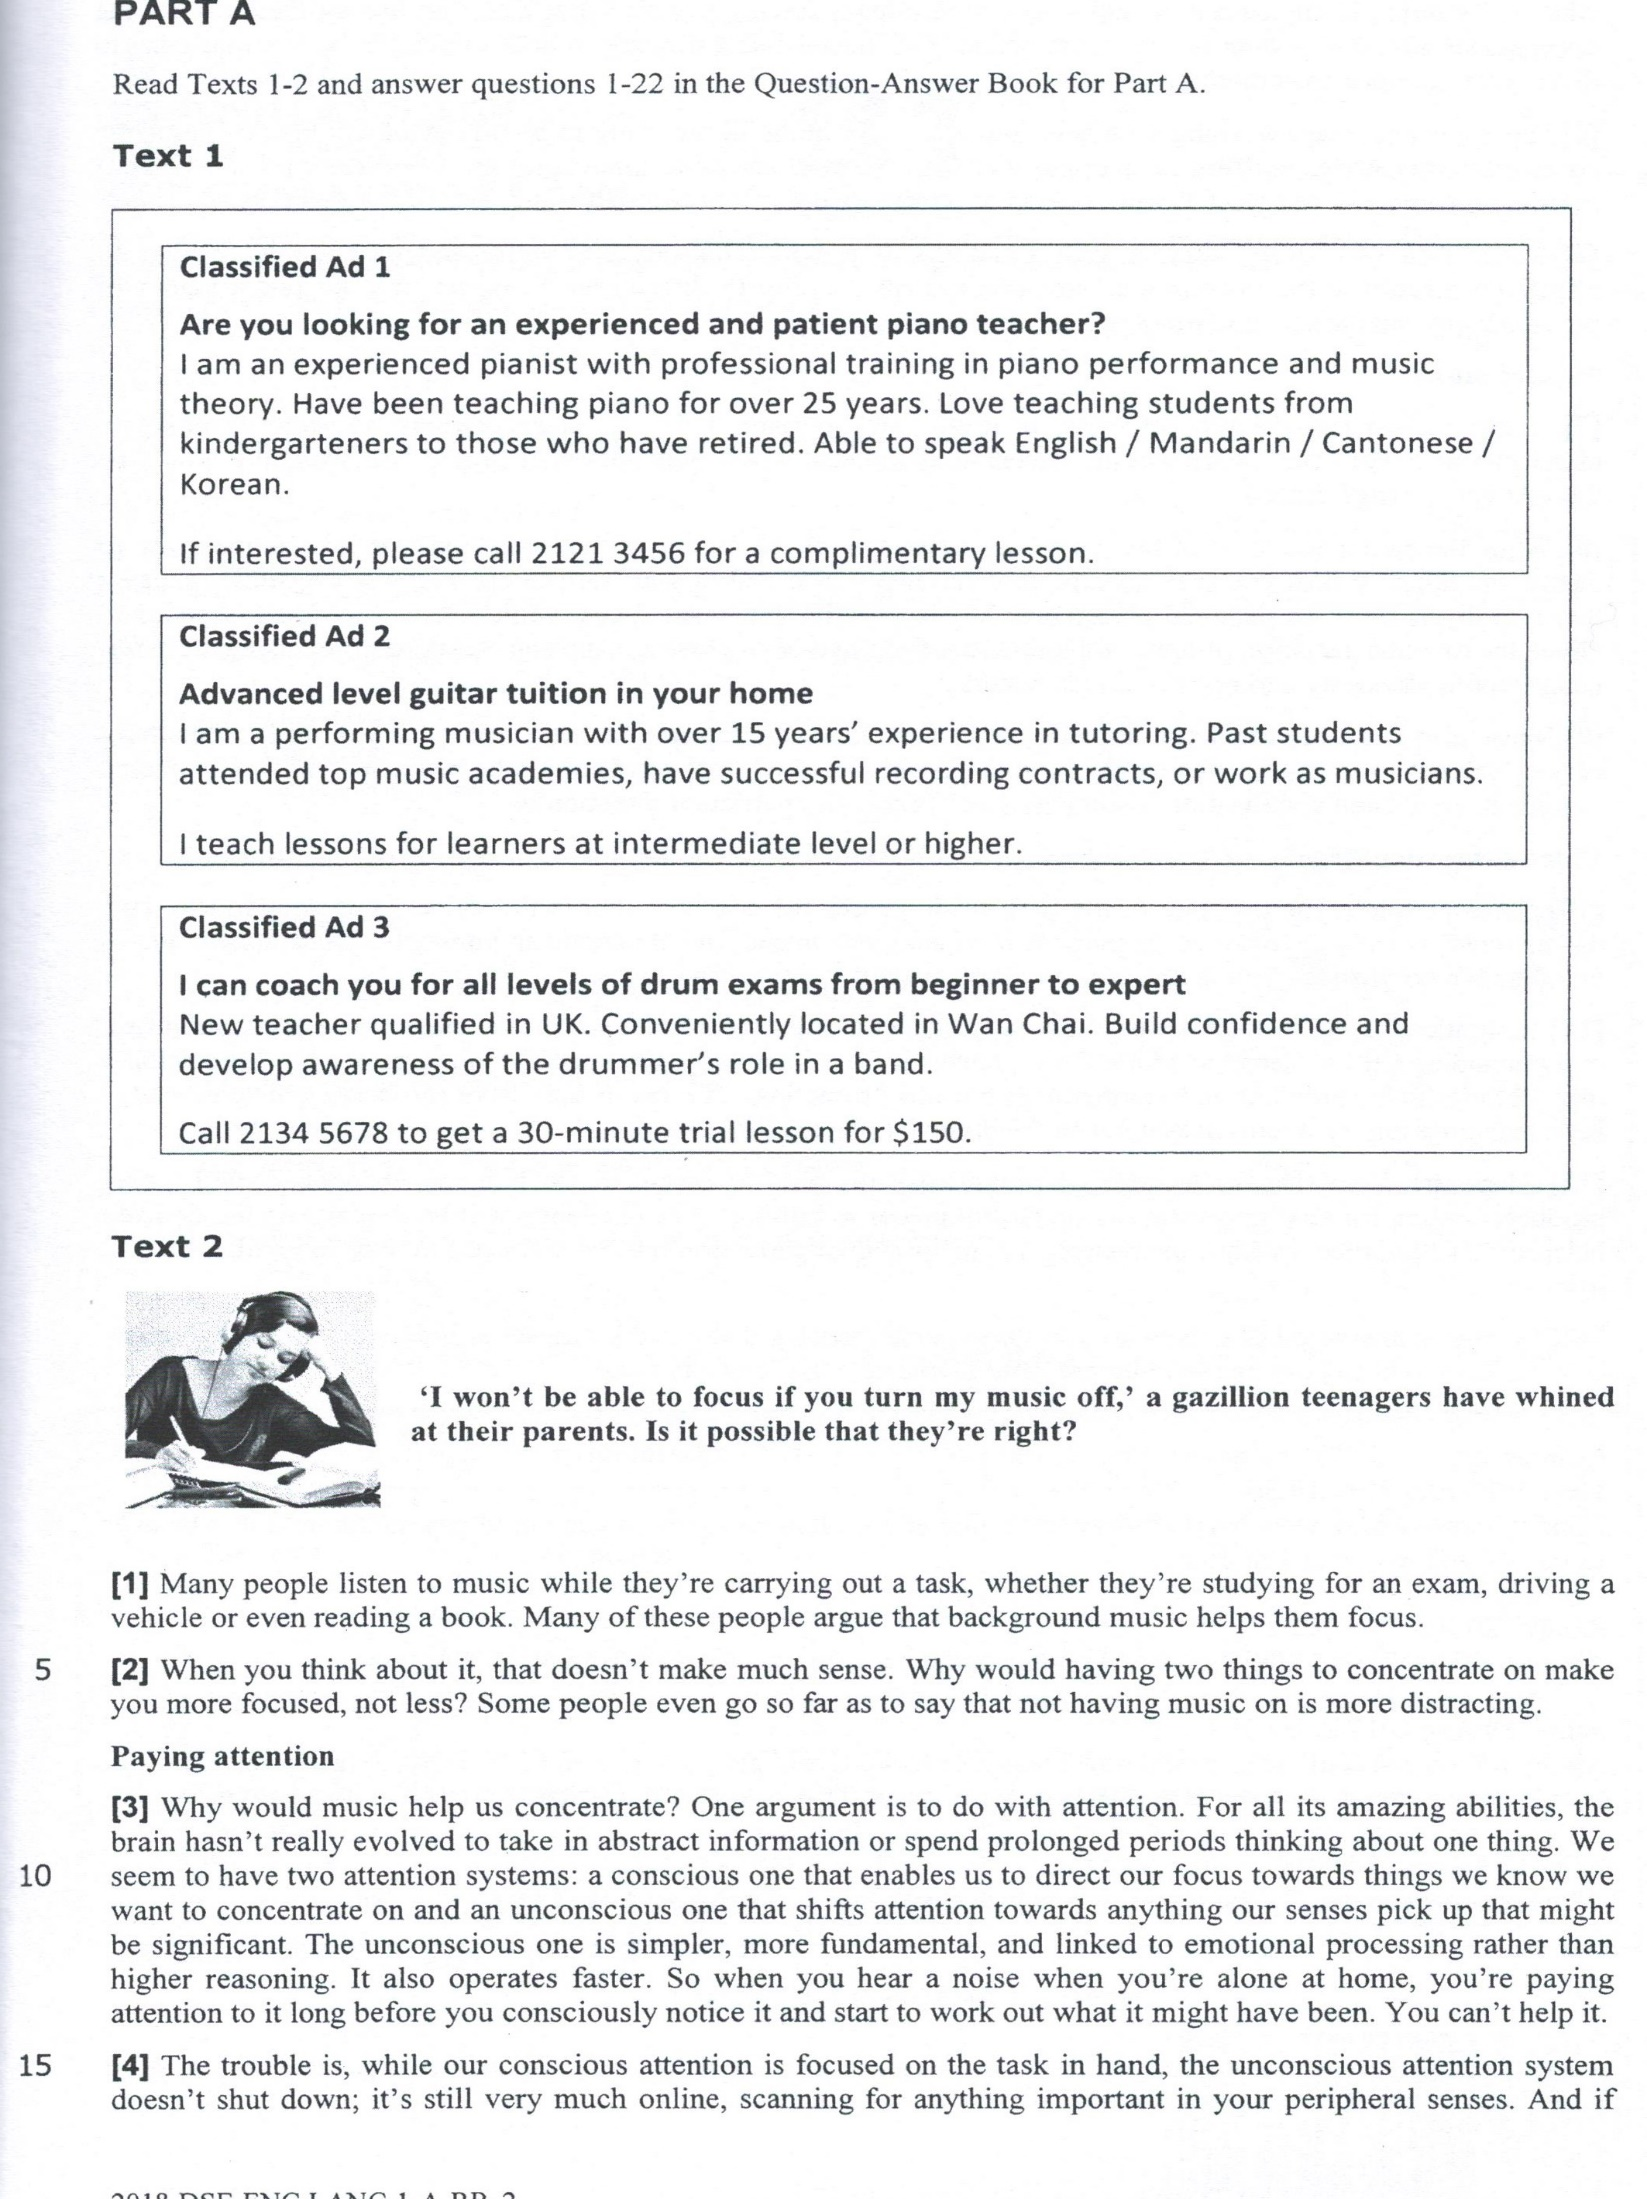 PART A
Read Texts 1-2 and answer questions 1-22 in the Question-Answer Book for Part A.
Text 1
Classified Ad 1
Are you looking for an experienced and patient piano teacher?
I am an experienced pianist with professional training in piano performance and music
theory. Have been teaching piano for over 25 years. Love teaching students from
kindergarteners to those who have retired. Able to speak English / Mandarin / Cantonese /
Korean.
If interested, please call 2121 3456 for a complimentary lesson.
Classified Ad 2
Advanced level guitar tuition in your home
I am a performing musician with over 15 years’ experience in tutoring. Past students
attended top music academies, have successful recording contracts, or work as musicians.
I teach lessons for learners at intermediate level or higher.
Classified Ad 3
I can coach you for all levels of drum exams from beginner to expert
New teacher qualified in UK. Conveniently located in Wan Chai. Build confidence and
develop awareness of the drummer’s role in a band.
Call 2134 5678 to get a 30-minute trial lesson for $150.
Text 2
‘I won’t be able to focus if you turn my music off,’ a gazillion teenagers have whined
at their parents. Is it possible that they’re right?
[1] Many people listen to music while they’re carrying out a task, whether they’re studying for an exam, driving a
vehicle or even reading a book. Many of these people argue that background music helps them focus.
5 [2] When you think about it, that doesn’t make much sense. Why would having two things to concentrate on make
you more focused, not less? Some people even go so far as to say that not having music on is more distracting.
Paying attention
[3] Why would music help us concentrate? One argument is to do with attention. For all its amazing abilities, the
brain hasn’t really evolved to take in abstract information or spend prolonged periods thinking about one thing. We
10 seem to have two attention systems: a conscious one that enables us to direct our focus towards things we know we
want to concentrate on and an unconscious one that shifts attention towards anything our senses pick up that might
be significant. The unconscious one is simpler, more fundamental, and linked to emotional processing rather than
higher reasoning. It also operates faster. So when you hear a noise when you’re alone at home, you’re paying
attention to it long before you consciously notice it and start to work out what it might have been. You can’t help it.
15 [4] The trouble is, while our conscious attention is focused on the task in hand, the unconscious attention system
doesn’t shut down; it’s still very much online, scanning for anything important in your peripheral senses. And if